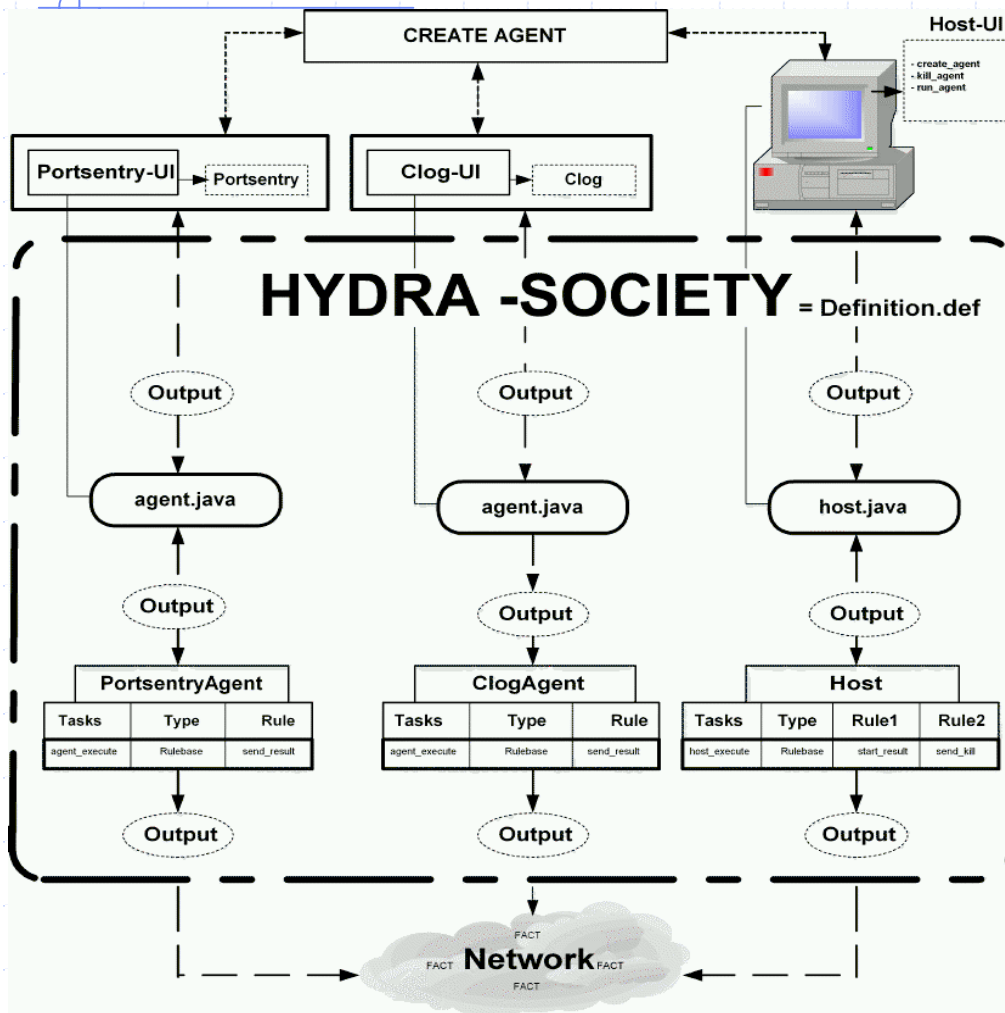 CREATE AGENT
Host-UI
- create_agent
- kill_agent
- run_agent
Portsentry-UI
Portsentry
Clog-UI
Clog
HYDRA -SOCIETY = Definition.def
Output
Output
Output
agent.java
agent.java
host.java
Output
Output
Output
PortsentryAgent
Tasks Type Rule
agent_execute Rulebase send_result
ClogAgent
Tasks Type Rule
agent_execute Rulebase send_result
Host
Tasks Type Rule1 Rule2
host_execute Rulebase start_result send_kill
Output
Output
Output
FACT
FACT Network FACT
FACT